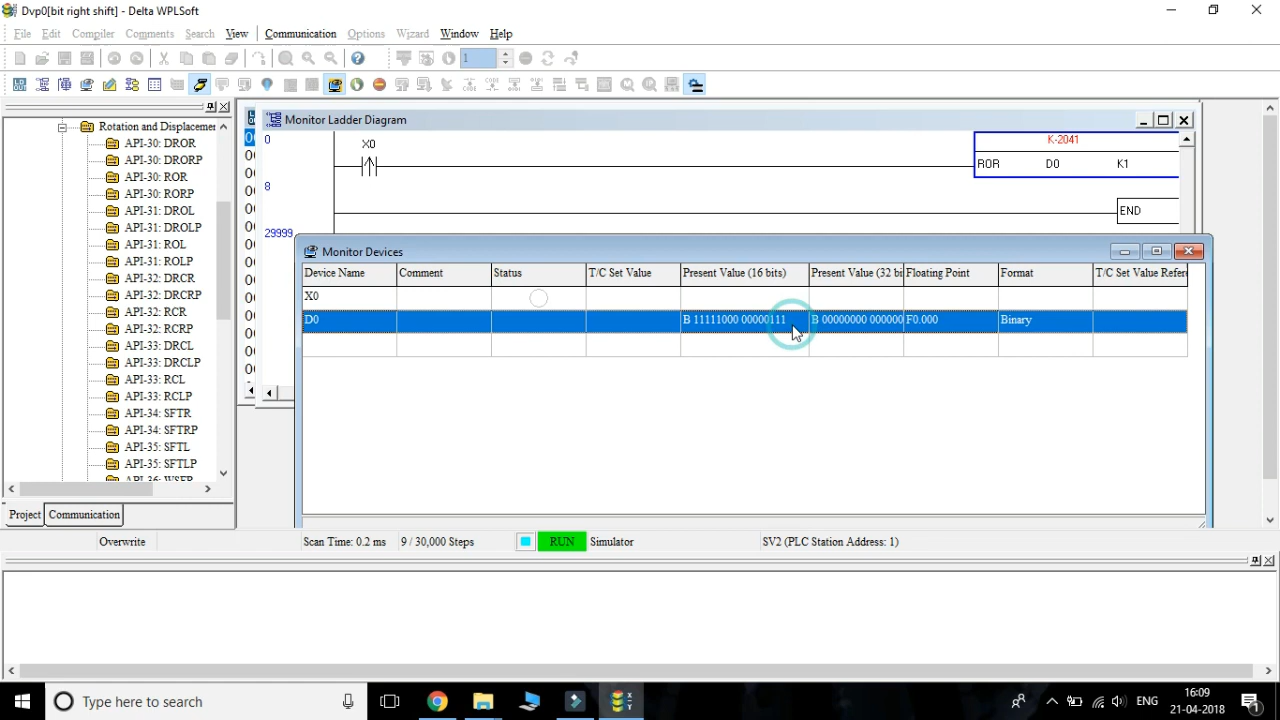 Dvp0[bit right shift] - Delta WPLSoft
File Edit Compiler Comments Search View Communication Options Wizard Window Help
1
Rotation and Displacemer
API-30: DROR
API-30: DRORP
API-30: ROR
API-30: RORP
API-31: DROL
API-31: DROLP
API-31: ROL
API-31: ROLP
API-32: DRCR
API-32: DRCRP
API-32: RCR
API-32: RCRP
API-33: DRCL
API-33: DRCLP
API-33: RCL
API-33: RCLP
API-34: SFTR
API-34: SFTRP
API-35: SFTL
API-35: SFTLP
API-36: WSFR
Project Communication
Monitor Ladder Diagram
0 X0 K-2041
ROR D0 K1
8
END
29999
Monitor Devices
Device Name Comment Status T/C Set Value Present Value (16 bits) Present Value (32 bi Floating Point Format T/C Set Value Refere
X0
D0 B 11111000 00000111 B 00000000 000000 F0.000 Binary
Overwrite Scan Time: 0.2 ms 9 / 30,000 Steps RUN Simulator SV2 (PLC Station Address: 1)
Type here to search
ENG
16:09
21-04-2018
1